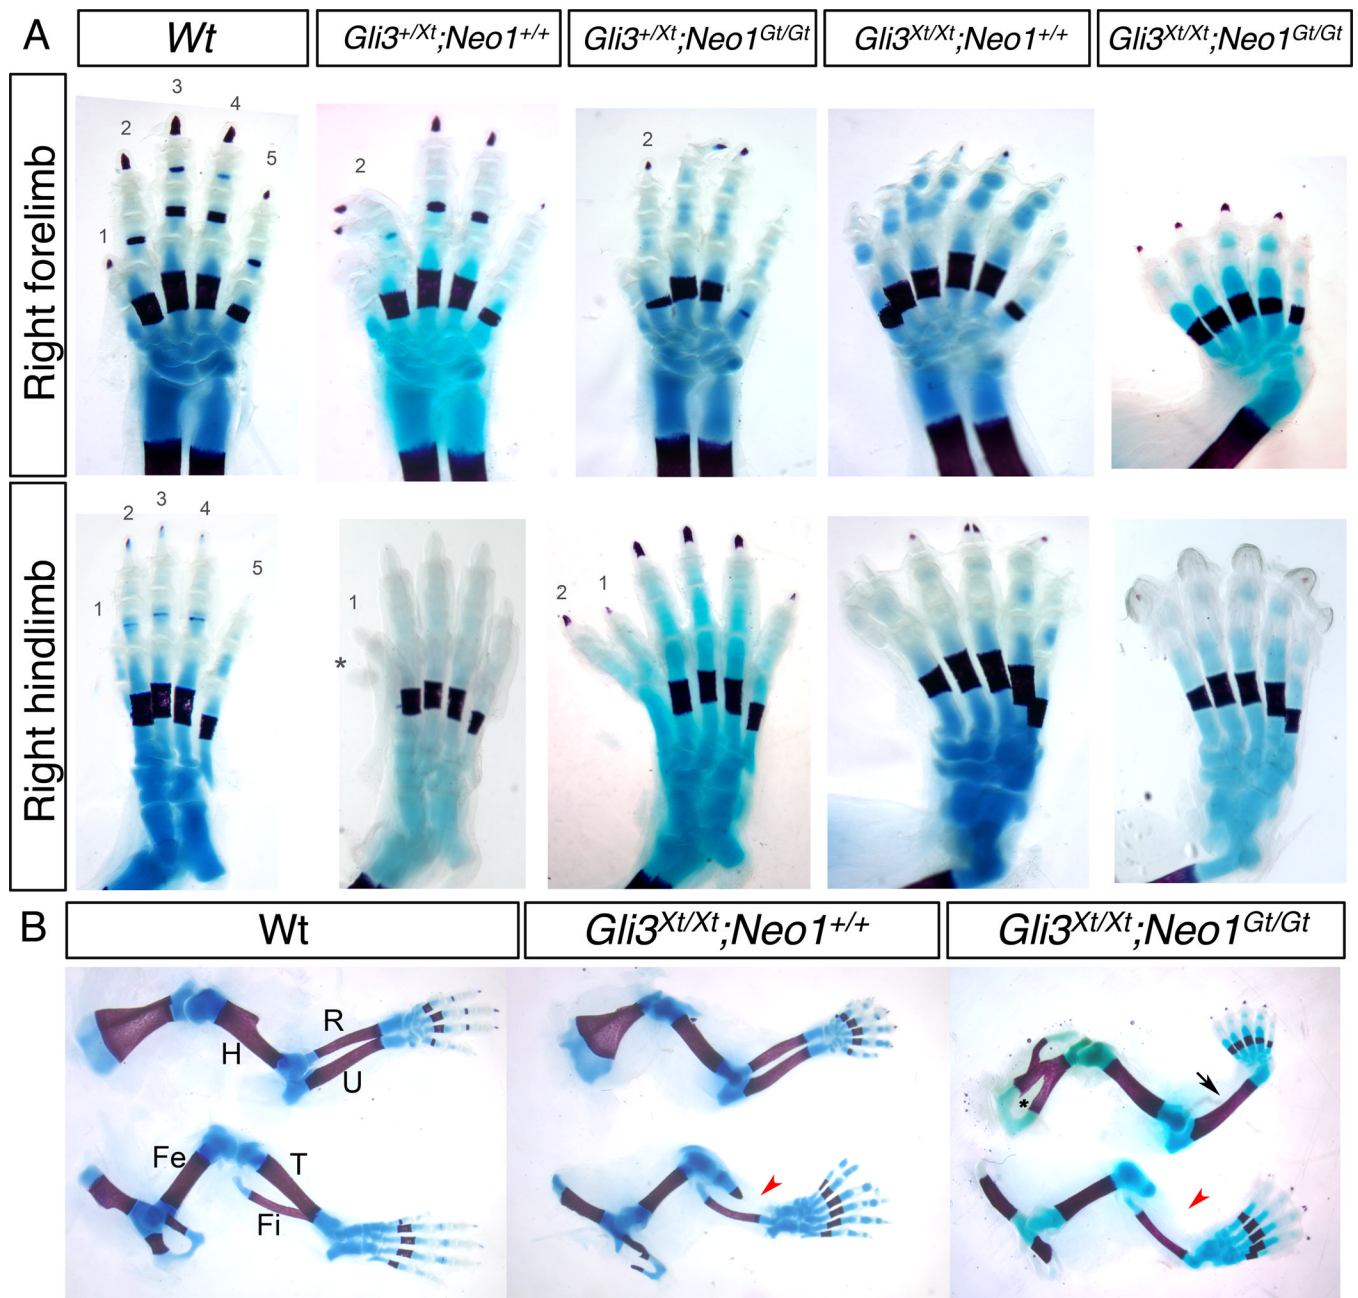 A
Wt
Gli3+/Xt;Neo1+/+
Gli3+/Xt;Neo1Gt/Gt
Gli3Xt/Xt;Neo1+/+
Gli3Xt/Xt;Neo1Gt/Gt
Right forelimb
1
2
3
4
5
2
2
Right hindlimb
1
2
3
4
5
1
*
2
1
B
Wt
Gli3Xt/Xt;Neo1+/+
Gli3Xt/Xt;Neo1Gt/Gt
R
H
U
Fe
T
Fi
*